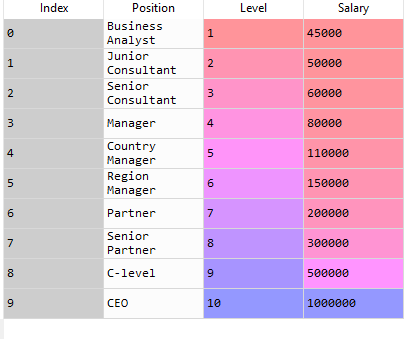 Index Position Level Salary
0 Business Analyst 1 45000
1 Junior Consultant 2 50000
2 Senior Consultant 3 60000
3 Manager 4 80000
4 Country Manager 5 110000
5 Region Manager 6 150000
6 Partner 7 200000
7 Senior Partner 8 300000
8 C-level 9 500000
9 CEO 10 1000000